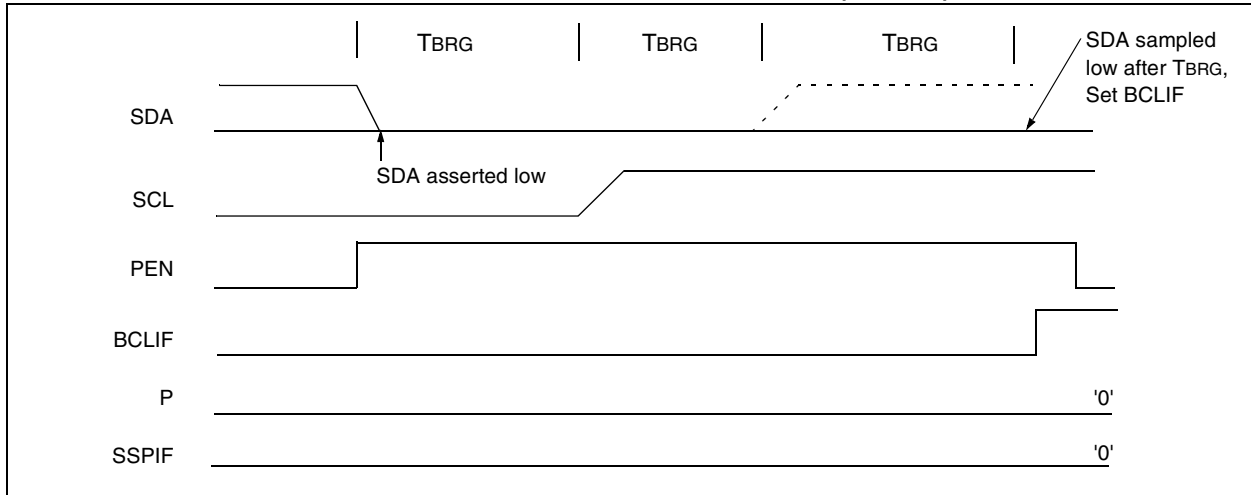 TBRG TBRG TBRG
SDA sampled
low after TBRG,
Set BCLIF
SDA
SDA asserted low
SCL
PEN
BCLIF
P '0'
SSPIF '0'